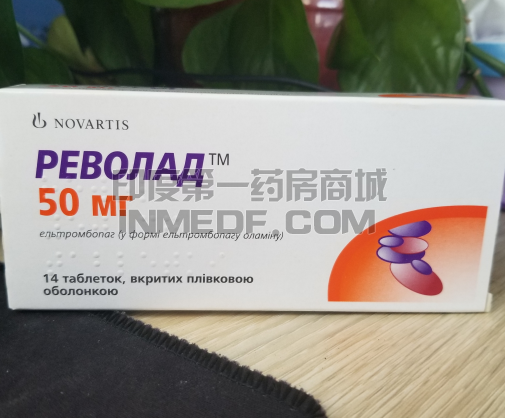 NOVARTIS
РЕВОЛАД™
印度第一药房商城
50 мг
INMEDF.COM
ельтромбопаг (у формі ельтромбопагу оламіну)
14 таблеток, вкритих плівковою
оболонкою